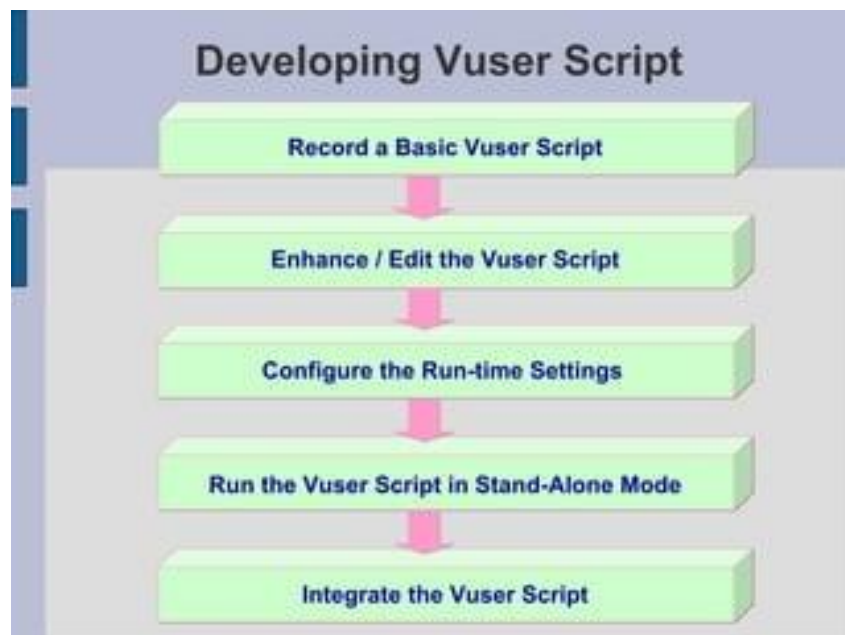 Developing Vuser Script
Record a Basic Vuser Script
Enhance / Edit the Vuser Script
Configure the Run-time Settings
Run the Vuser Script in Stand-Alone Mode
Integrate the Vuser Script